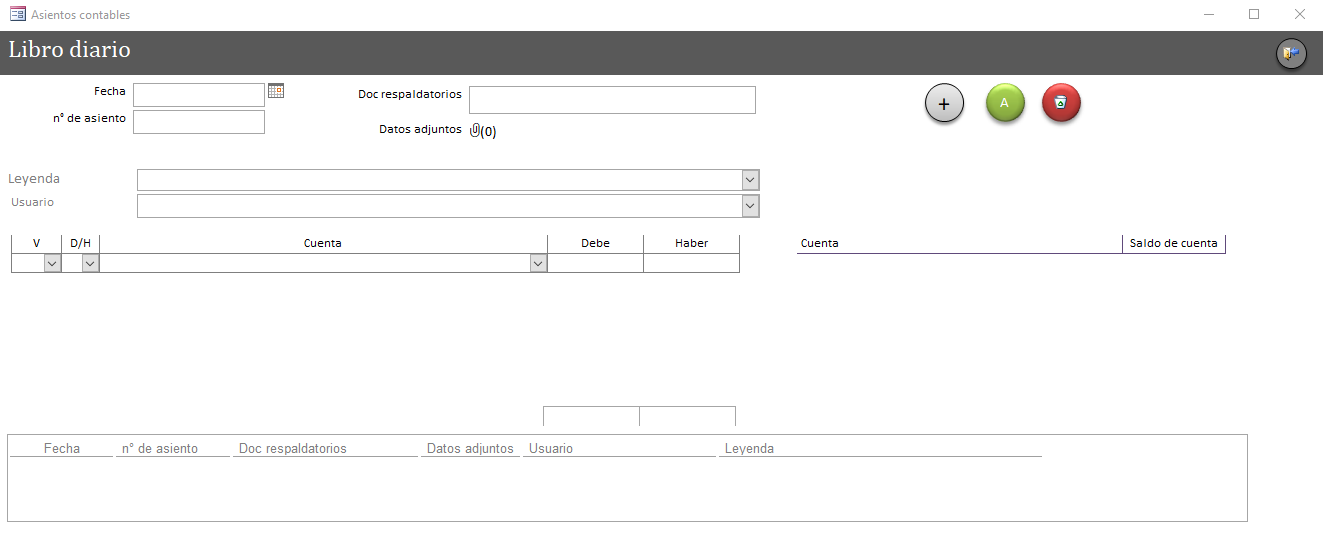 Asientos contables
Libro diario
Fecha
Doc respaldatorios
+ A
n° de asiento
Datos adjuntos (0)
Leyenda
Usuario
V D/H Cuenta Debe Haber Cuenta Saldo de cuenta
Fecha n° de asiento Doc respaldatorios Datos adjuntos Usuario Leyenda